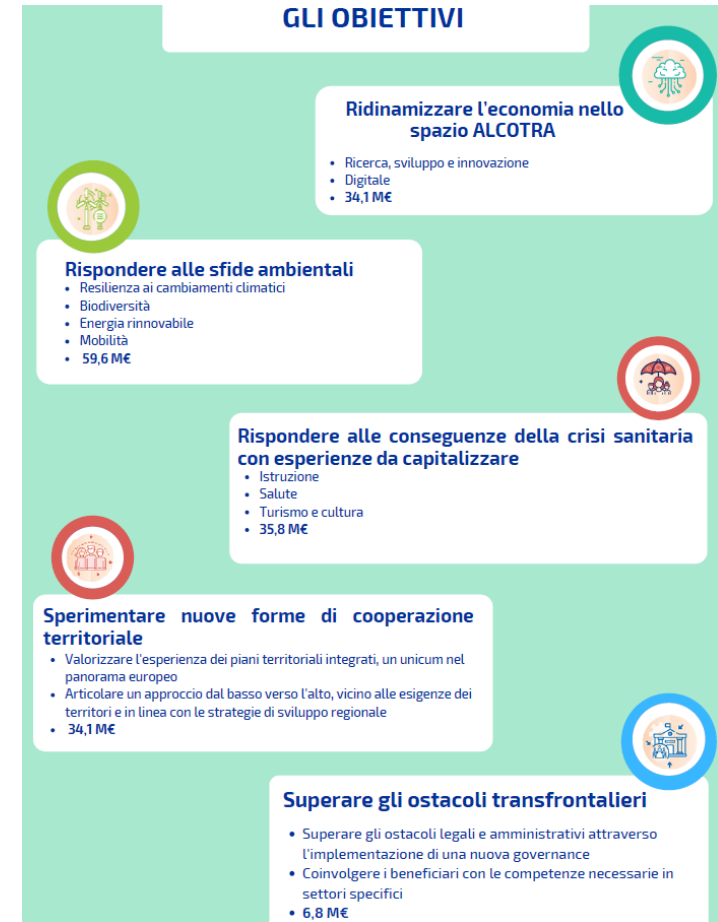 GLI OBIETTIVI
Ridinamizzare l'economia nello
spazio ALCOTRA
• Ricerca, sviluppo e innovazione
• Digitale
• 34,1 M€
Rispondere alle sfide ambientali
• Resilienza ai cambiamenti climatici
• Biodiversità
• Energia rinnovabile
• Mobilità
• 59,6 M€
Rispondere alle conseguenze della crisi sanitaria
con esperienze da capitalizzare
• Istruzione
• Salute
• Turismo e cultura
• 35,8 M€
Sperimentare nuove forme di cooperazione
territoriale
• Valorizzare l'esperienza dei piani territoriali integrati, un unicum nel
panorama europeo
• Articolare un approccio dal basso verso l'alto, vicino alle esigenze dei
territori e in linea con le strategie di sviluppo regionale
• 34,1 M€
Superare gli ostacoli transfrontalieri
• Superare gli ostacoli legali e amministrativi attraverso
l'implementazione di una nuova governance
• Coinvolgere i beneficiari con le competenze necessarie in
settori specifici
• 6,8 M€